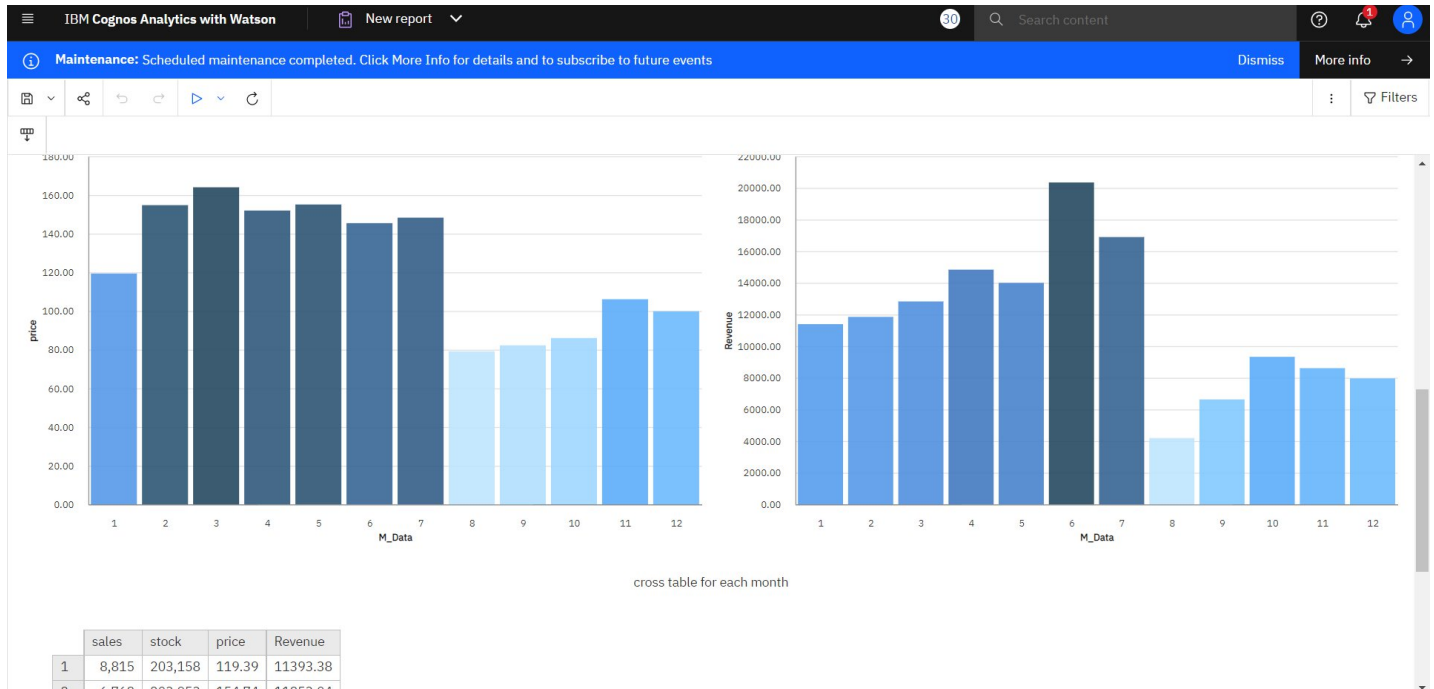 IBM Cognos Analytics with Watson
New report
30
Search content
1
Maintenance: Scheduled maintenance completed. Click More Info for details and to subscribe to future events
Dismiss
More info
Filters
180.00
160.00
140.00
120.00
100.00
80.00
60.00
40.00
20.00
0.00
price
1 2 3 4 5 6 7 8 9 10 11 12
M_Data
22000.00
20000.00
18000.00
16000.00
14000.00
12000.00
10000.00
8000.00
6000.00
4000.00
2000.00
0.00
Revenue
1 2 3 4 5 6 7 8 9 10 11 12
M_Data
cross table for each month
sales stock price Revenue
1 8,815 203,158 119.39 11393.38